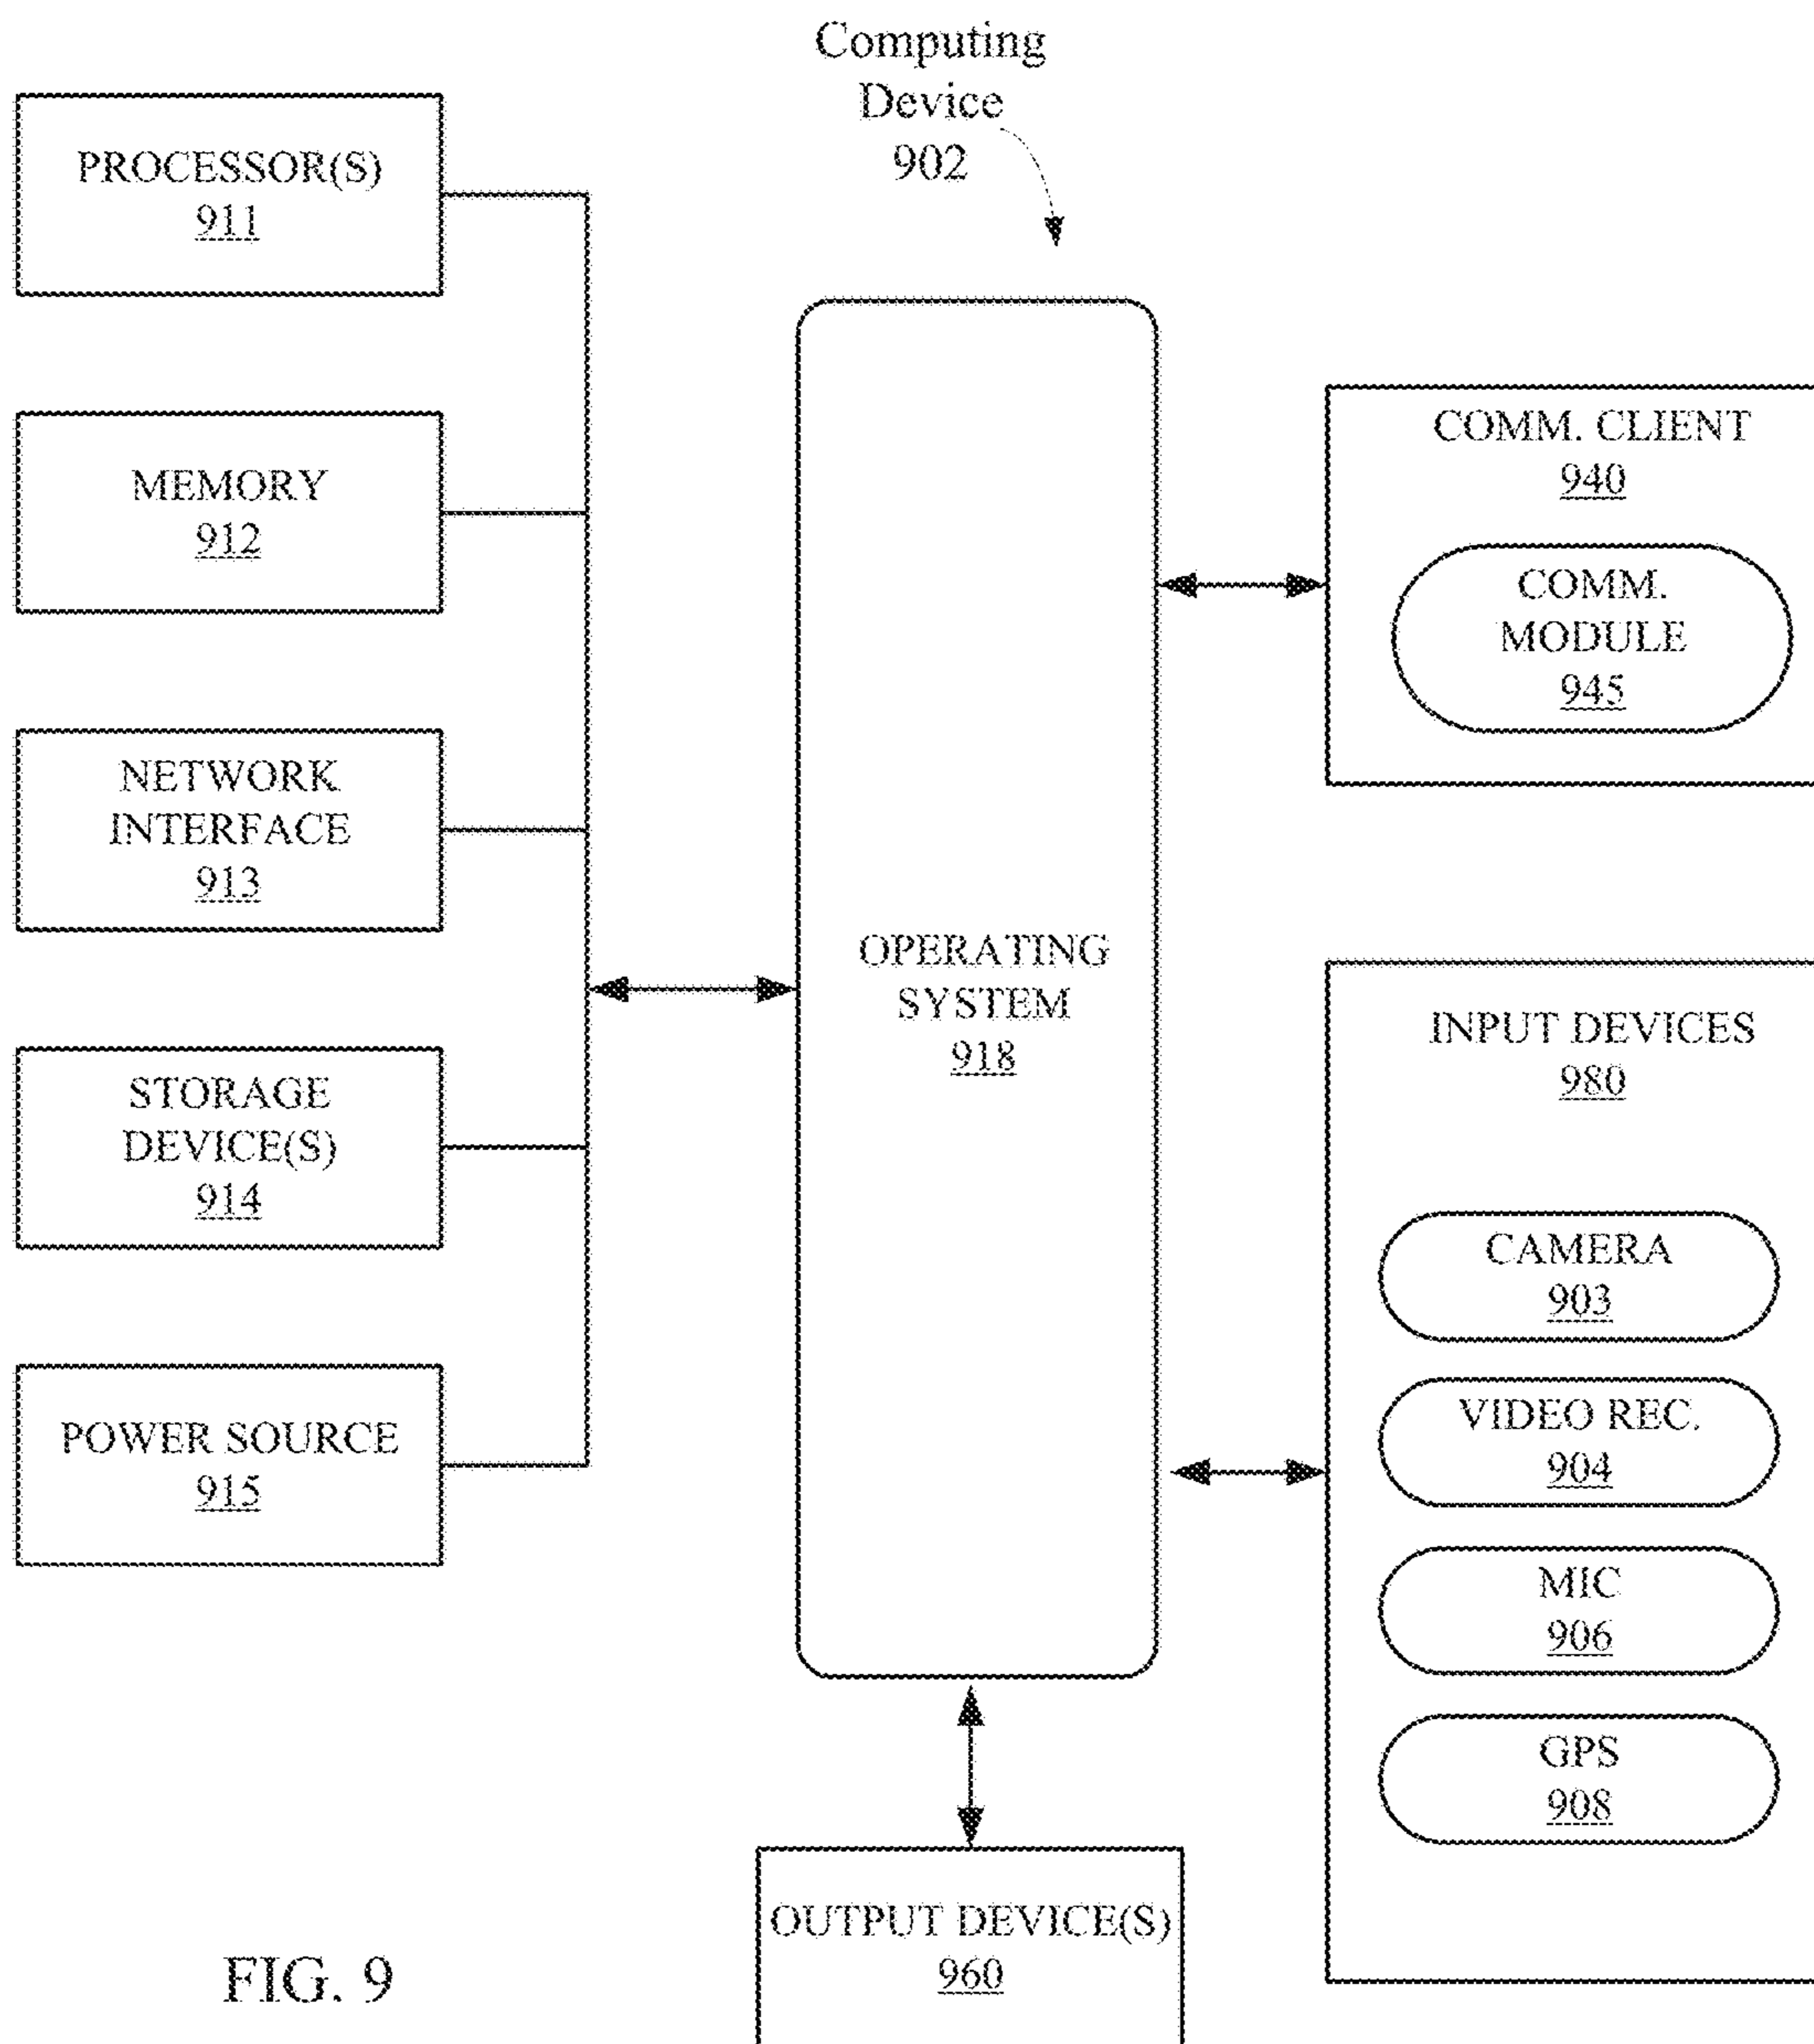 Computing
Device
902
PROCESSOR(S)
911
MEMORY
912
NETWORK
INTERFACE
913
STORAGE
DEVICE(S)
914
POWER SOURCE
915
OPERATING
SYSTEM
918
COMM. CLIENT
940
COMM.
MODULE
945
INPUT DEVICES
980
CAMERA
903
VIDEO REC.
904
MIC
906
GPS
908
OUTPUT DEVICE(S)
960
FIG. 9